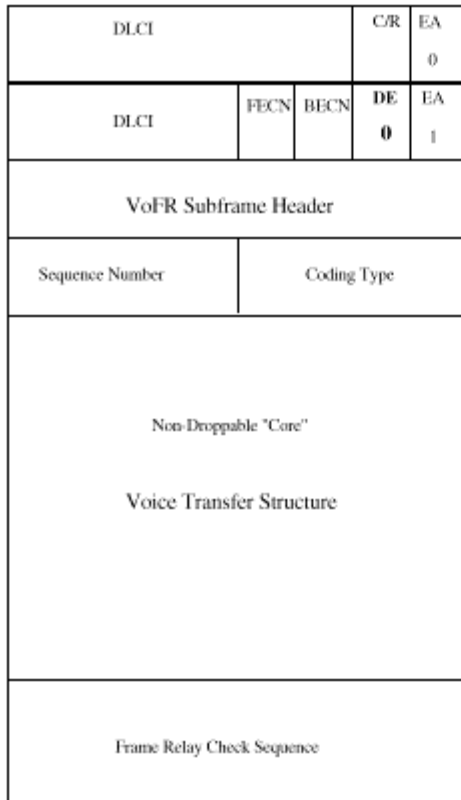 DLCI C/R EA
0
DLCI FECN BECN DE EA
0 1
VoFR Subframe Header
Sequence Number Coding Type
Non-Droppable "Core"
Voice Transfer Structure
Frame Relay Check Sequence